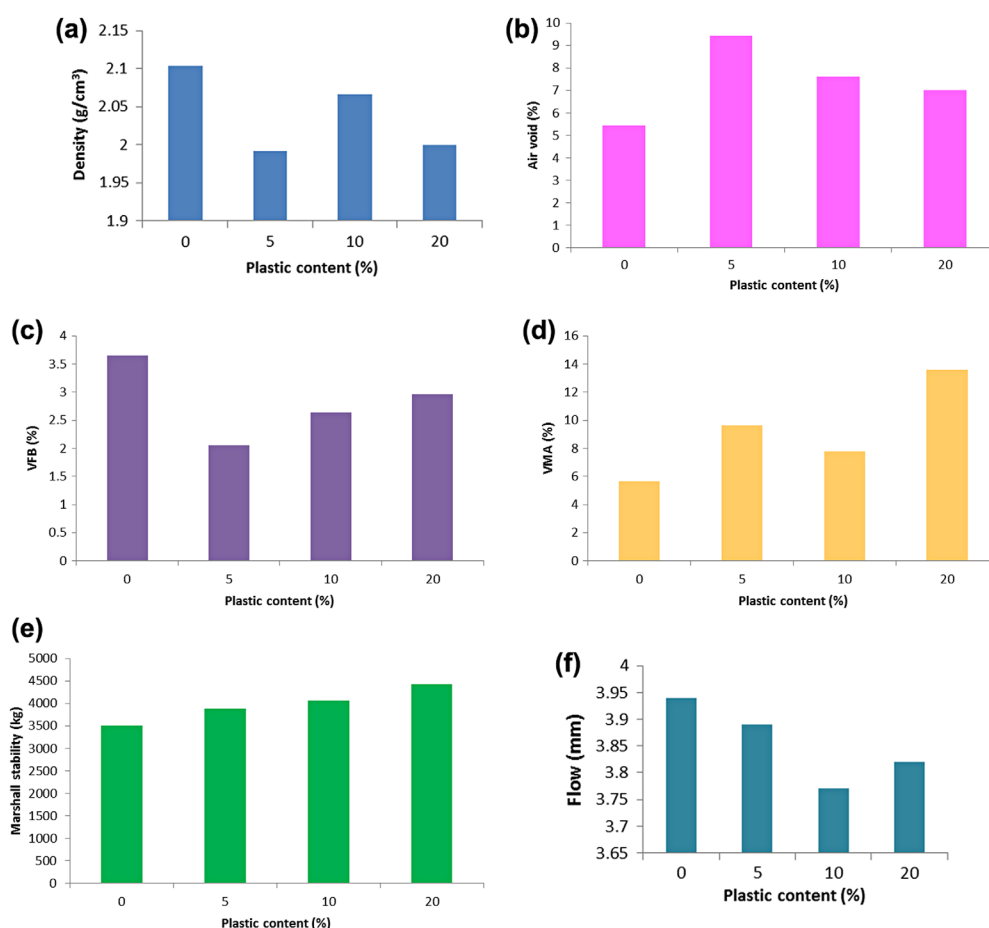 (a)
2.15
2.1
2.05
2
1.95
1.9
Density (g/cm³)
0 5 10 20
Plastic content (%)
(b)
10
9
8
7
6
5
4
3
2
1
0
Air void (%)
0 5 10 20
Plastic content (%)
(c)
4
3.5
3
2.5
2
1.5
1
0.5
0
VFB (%)
0 5 10 20
Plastic content (%)
(d)
16
14
12
10
8
6
4
2
0
VMA (%)
0 5 10 20
Plastic content (%)
(e)
5000
4500
4000
3500
3000
2500
2000
1500
1000
500
0
Marshall stability (kg)
0 5 10 20
Plastic content (%)
(f)
4
3.95
3.9
3.85
3.8
3.75
3.7
3.65
Flow (mm)
0 5 10 20
Plastic content (%)